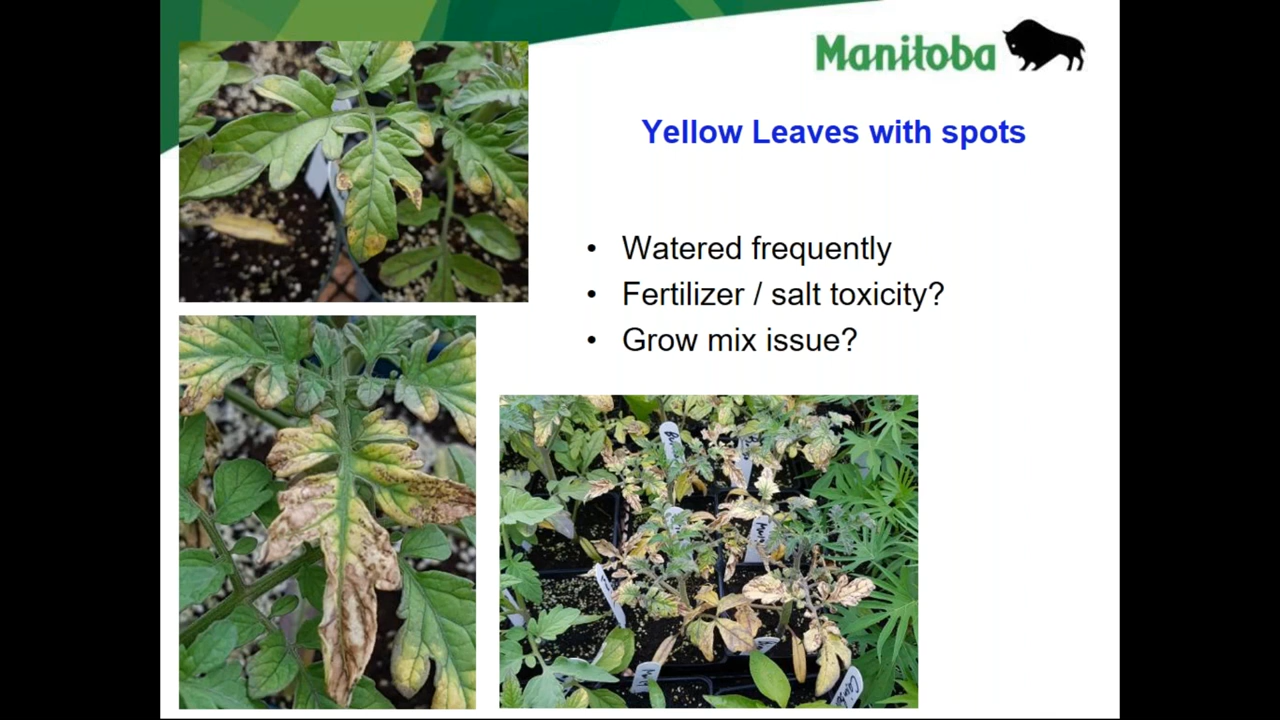 Manitoba
Yellow Leaves with spots
• Watered frequently
• Fertilizer / salt toxicity?
• Grow mix issue?